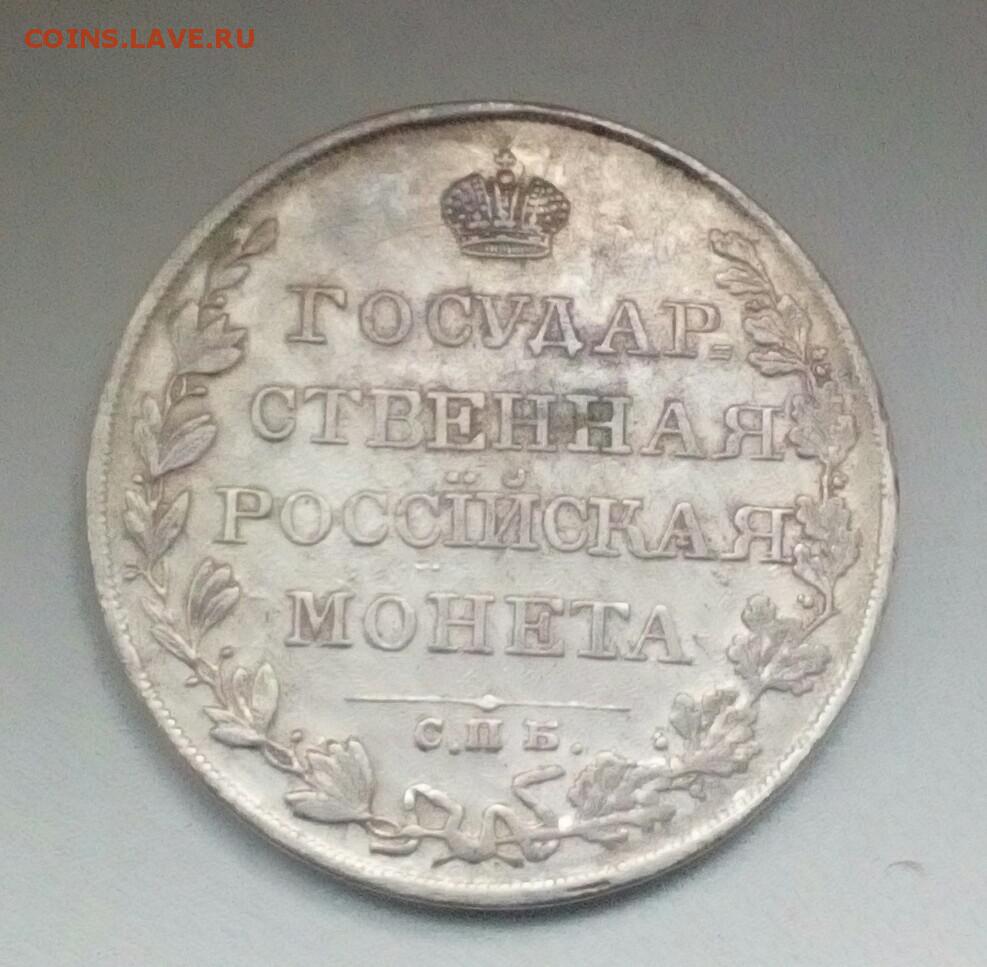 COINS.LAVE.RU
ГОСУДАР=
СТВЕННАЯ
РОССІЙСКАЯ
МОНЕТА
С.П Б.